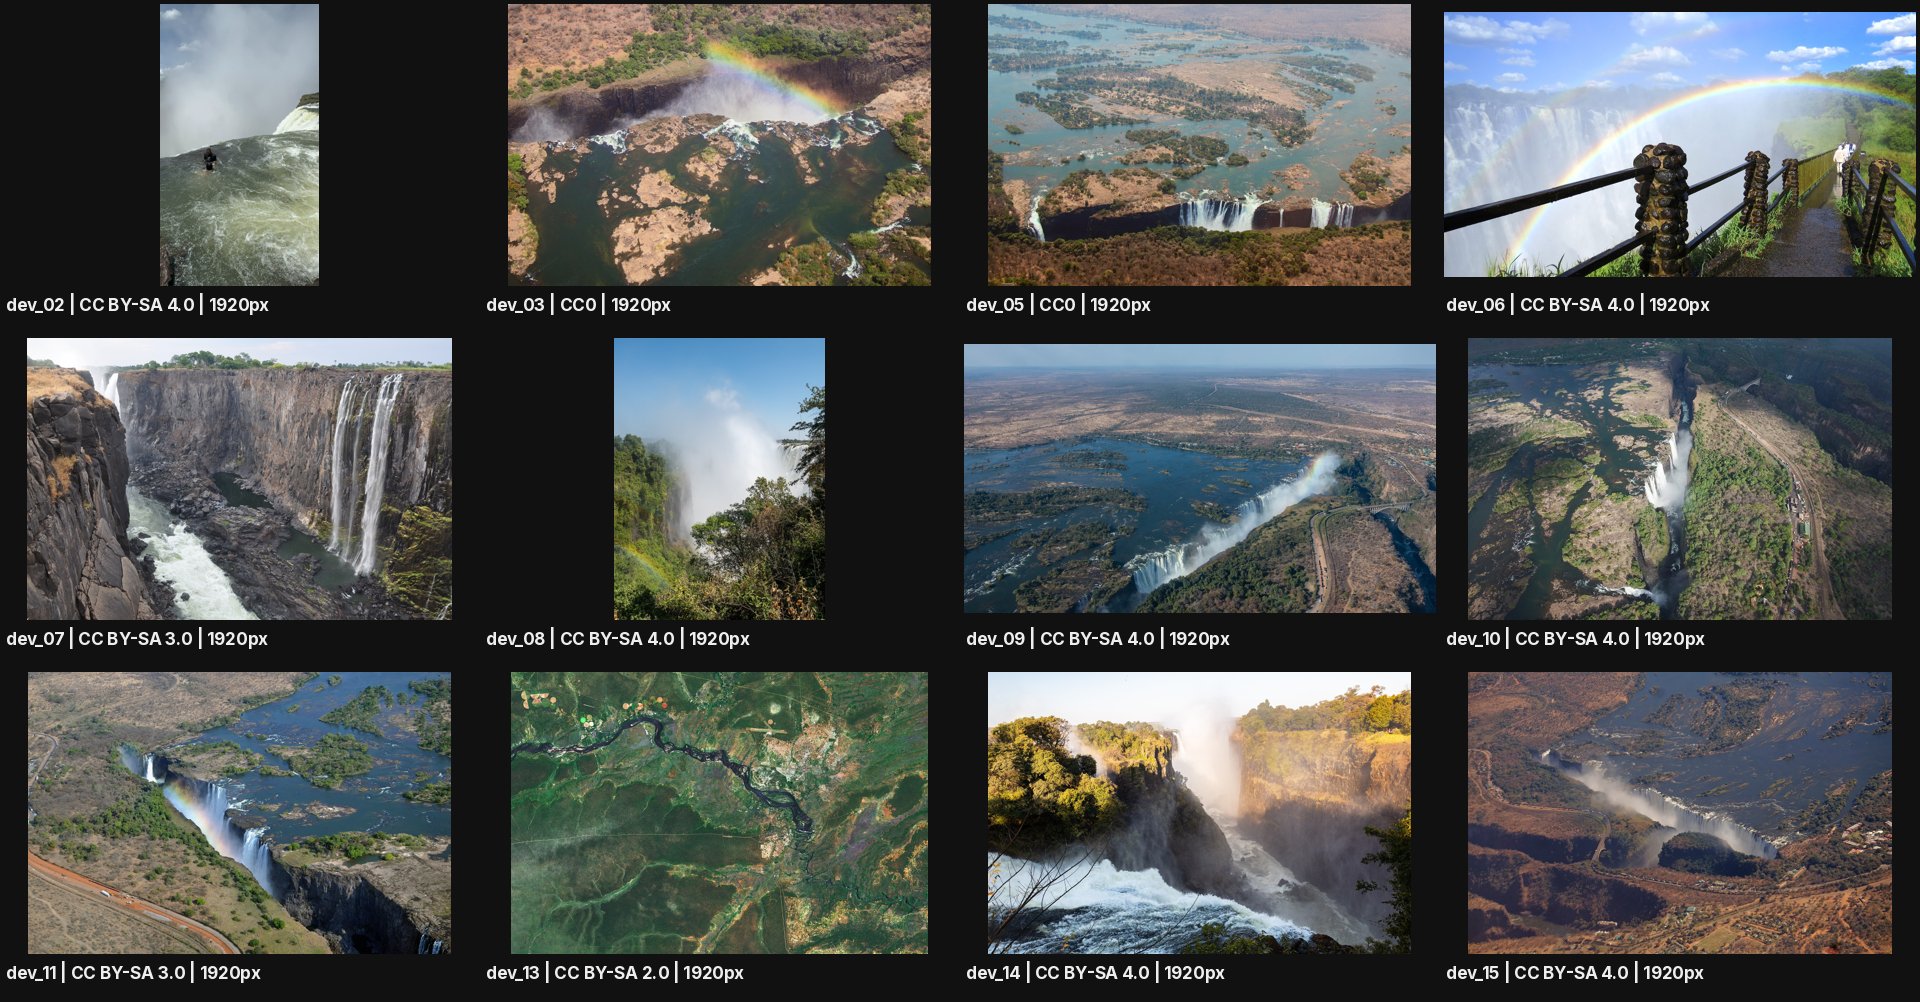 dev_02 | CC BY-SA 4.0 | 1920px
dev_03 | CC0 | 1920px
dev_05 | CC0 | 1920px
dev_06 | CC BY-SA 4.0 | 1920px
dev_07 | CC BY-SA 3.0 | 1920px
dev_08 | CC BY-SA 4.0 | 1920px
dev_09 | CC BY-SA 4.0 | 1920px
dev_10 | CC BY-SA 4.0 | 1920px
dev_11 | CC BY-SA 3.0 | 1920px
dev_13 | CC BY-SA 2.0 | 1920px
dev_14 | CC BY-SA 4.0 | 1920px
dev_15 | CC BY-SA 4.0 | 1920px